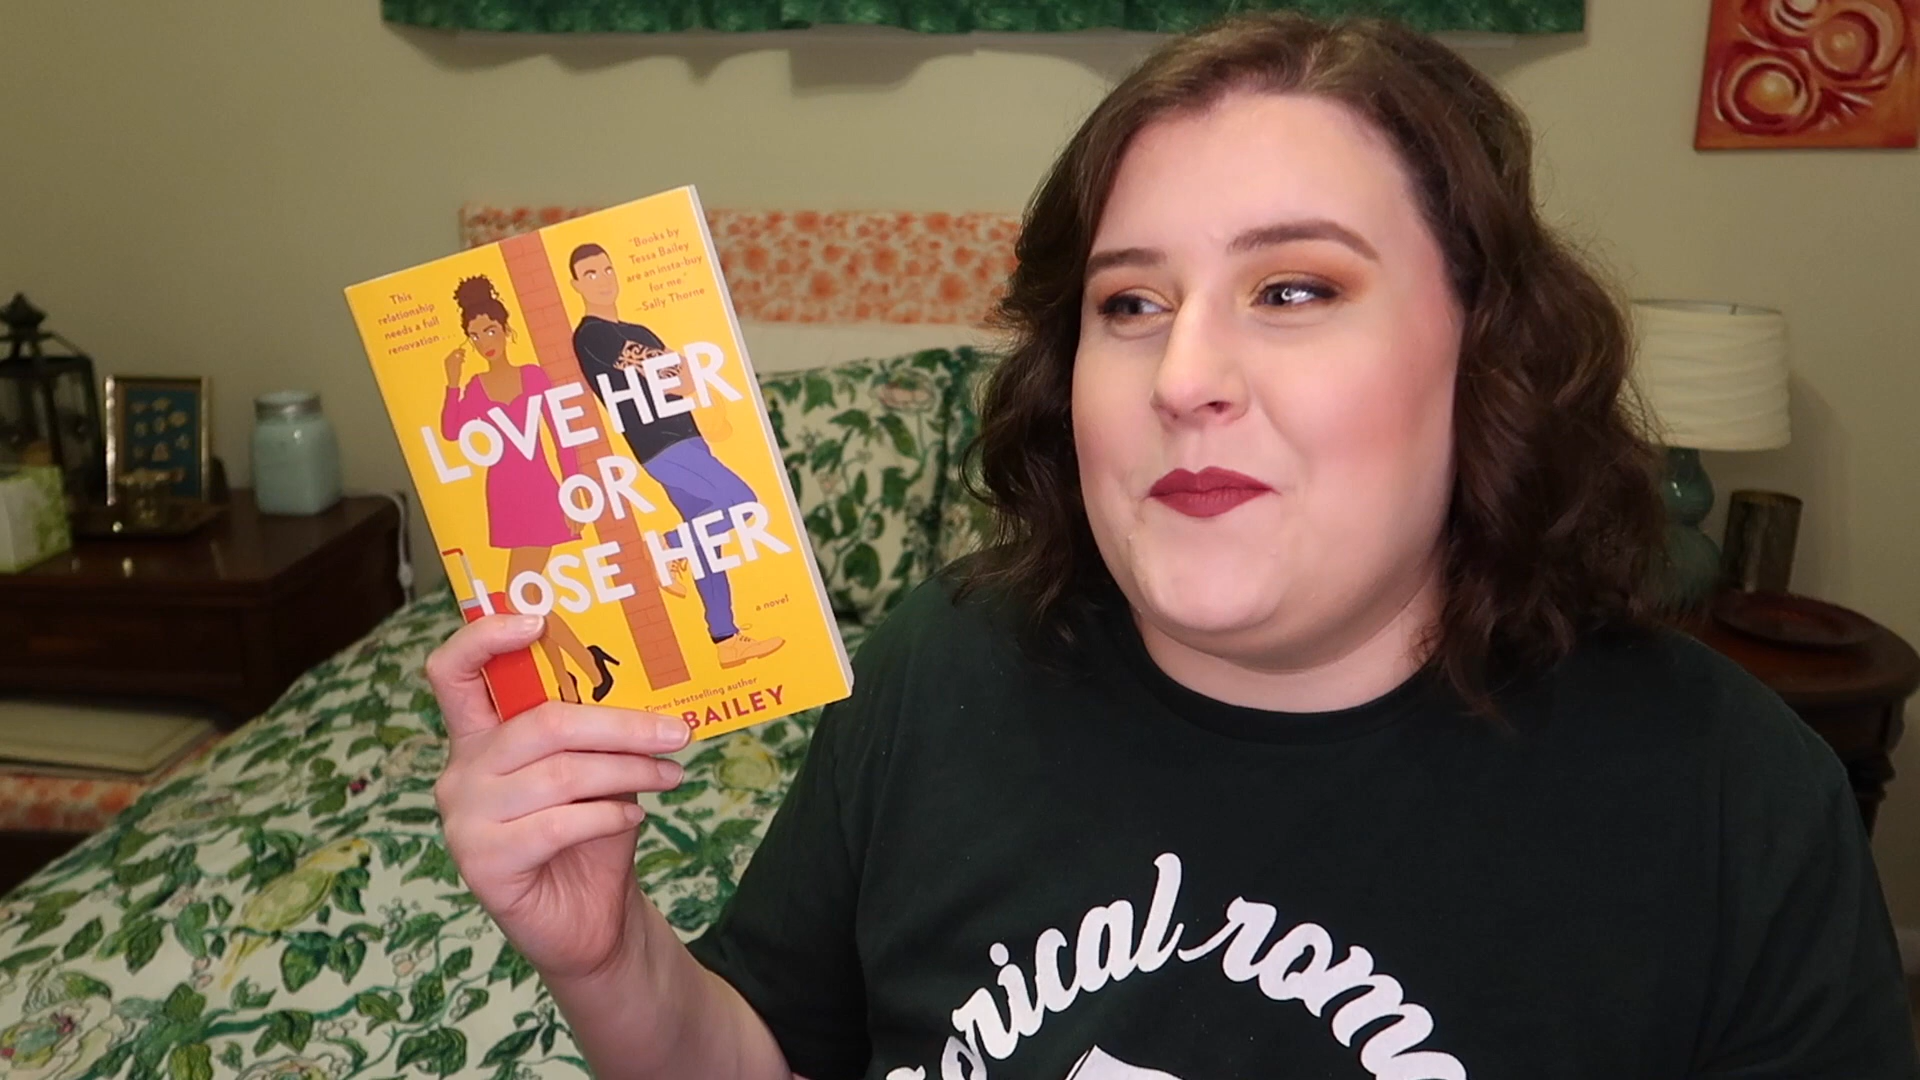 This
relationship
needs a full
renovation...
"Books by
Tessa Bailey
are an insta-buy
for me."
—Sally Thorne
LOVE HER
OR
LOSE HER
a novel
Times bestselling author
BAILEY
orical roma